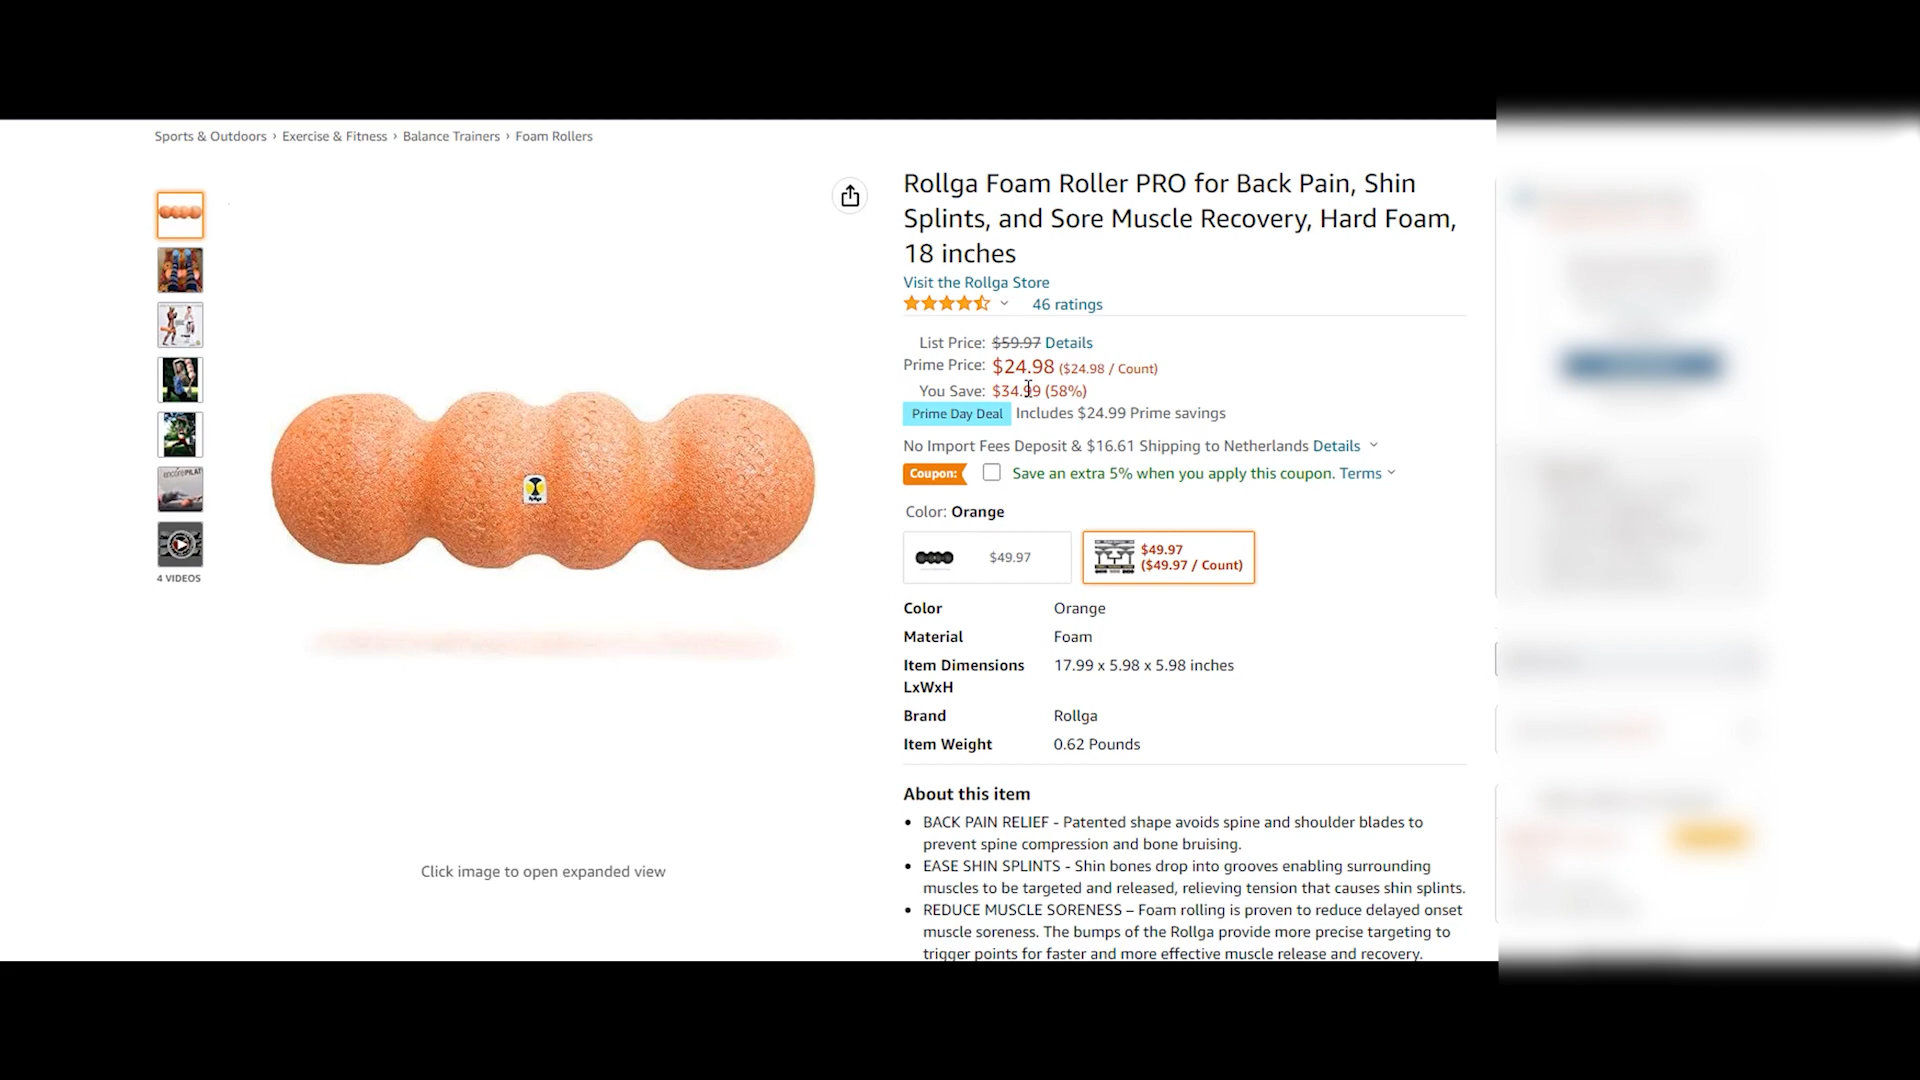 Sports & Outdoors › Exercise & Fitness › Balance Trainers › Foam Rollers
Rollga Foam Roller PRO for Back Pain, Shin
Splints, and Sore Muscle Recovery, Hard Foam,
18 inches
Visit the Rollga Store
46 ratings
List Price: $59.97 Details
Prime Price: $24.98 ($24.98 / Count)
You Save: $34.99 (58%)
Prime Day Deal Includes $24.99 Prime savings
No Import Fees Deposit & $16.61 Shipping to Netherlands Details
Coupon: Save an extra 5% when you apply this coupon. Terms
Color: Orange
$49.97
$49.97
($49.97 / Count)
Color Orange
Material Foam
Item Dimensions 17.99 x 5.98 x 5.98 inches
LxWxH
Brand Rollga
Item Weight 0.62 Pounds
About this item
• BACK PAIN RELIEF - Patented shape avoids spine and shoulder blades to
prevent spine compression and bone bruising.
• EASE SHIN SPLINTS - Shin bones drop into grooves enabling surrounding
muscles to be targeted and released, relieving tension that causes shin splints.
• REDUCE MUSCLE SORENESS – Foam rolling is proven to reduce delayed onset
muscle soreness. The bumps of the Rollga provide more precise targeting to
trigger points for faster and more effective muscle release and recovery.
4 VIDEOS
Rollga
Click image to open expanded view